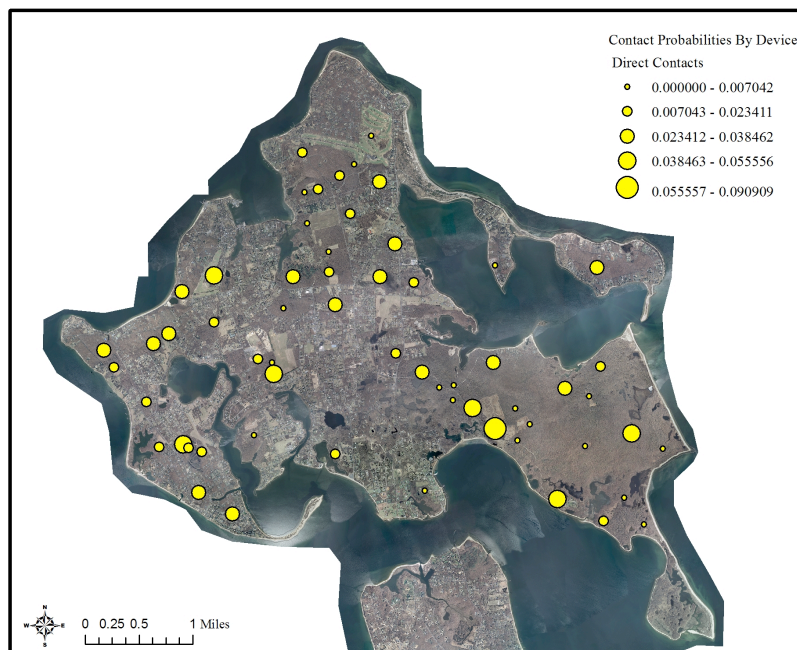 Contact Probabilities By Device
Direct Contacts
0.000000 - 0.007042
0.007043 - 0.023411
0.023412 - 0.038462
0.038463 - 0.055556
0.055557 - 0.090909
N
W E
S
0 0.25 0.5 1 Miles